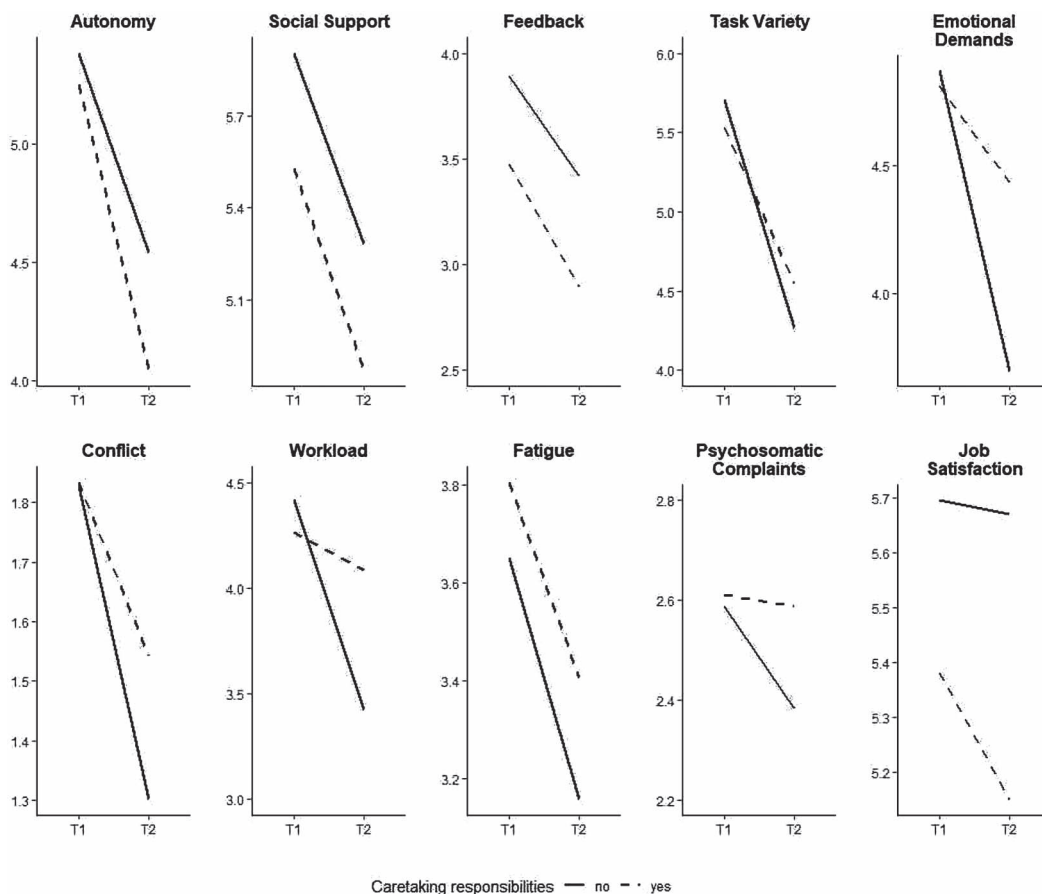 Autonomy
5.0
4.5
4.0
T1 T2
Social Support
5.7
5.4
5.1
T1 T2
Feedback
4.0
3.5
3.0
2.5
T1 T2
Task Variety
6.0
5.5
5.0
4.5
4.0
T1 T2
Emotional
Demands
4.5
4.0
T1 T2
Conflict
1.8
1.7
1.6
1.5
1.4
1.3
T1 T2
Workload
4.5
4.0
3.5
3.0
T1 T2
Fatigue
3.8
3.6
3.4
3.2
T1 T2
Psychosomatic
Complaints
2.8
2.6
2.4
2.2
T1 T2
Job
Satisfaction
5.7
5.6
5.5
5.4
5.3
5.2
T1 T2
Caretaking responsibilities no yes